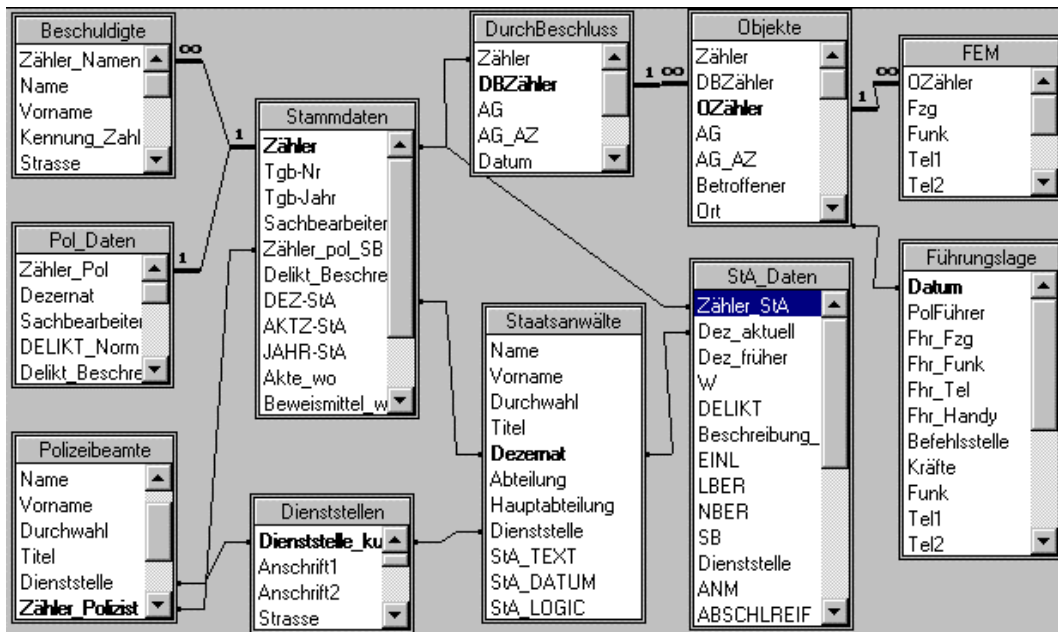 Beschuldigte
Zähler_Namen
Name
Vorname
Kennung_Zahl
Strasse
Pol_Daten
Zähler_Pol
Dezernat
Sachbearbeiter
DELIKT_Norm
Delikt_Beschre
Polizeibeamte
Name
Vorname
Durchwahl
Titel
Dienststelle
Zähler_Polizist
Stammdaten
Zähler
Tgb-Nr
Tgb-Jahr
Sachbearbeiter
Zähler_pol_SB
Delikt_Beschre
DEZ-StA
AKTZ-StA
JAHR-StA
Akte_wo
Beweismittel_w
Dienststellen
Dienststelle_ku
Anschrift1
Anschrift2
Strasse
DurchBeschluss
Zähler
DBZähler
AG
AG_AZ
Datum
Staatsanwälte
Name
Vorname
Durchwahl
Titel
Dezernat
Abteilung
Hauptabteilung
Dienststelle
StA_TEXT
StA_DATUM
StA_LOGIC
Objekte
Zähler
DBZähler
OZähler
AG
AG_AZ
Betroffener
Ort
StA_Daten
Zähler_StA
Dez_aktuell
Dez_früher
W
DELIKT
Beschreibung_
EINL
LBER
NBER
SB
Dienststelle
ANM
ABSCHLREIF
FEM
OZähler
Fzg
Funk
Tel1
Tel2
Führungslage
Datum
PolFührer
Fhr_Fzg
Fhr_Funk
Fhr_Tel
Fhr_Handy
Befehlsstelle
Kräfte
Funk
Tel1
Tel2
∞
1
1
1
∞
1
∞